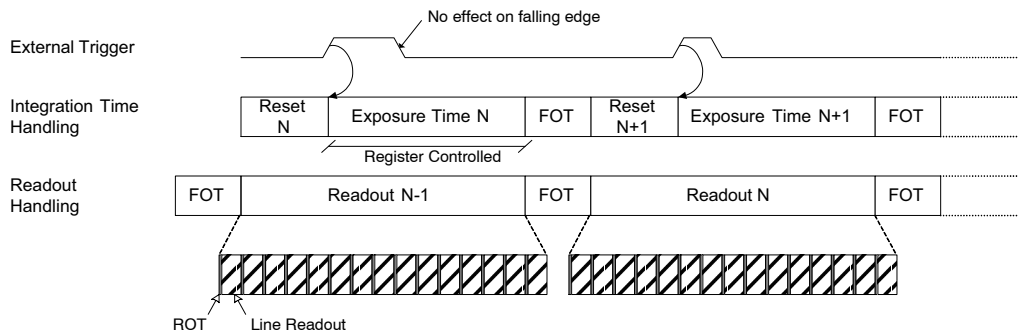 No effect on falling edge
External Trigger
Integration Time
Handling
Reset
N
Exposure Time N
FOT
Reset
N+1
Exposure Time N+1
FOT
Register Controlled
Readout
Handling
FOT
Readout N-1
FOT
Readout N
FOT
ROT
Line Readout